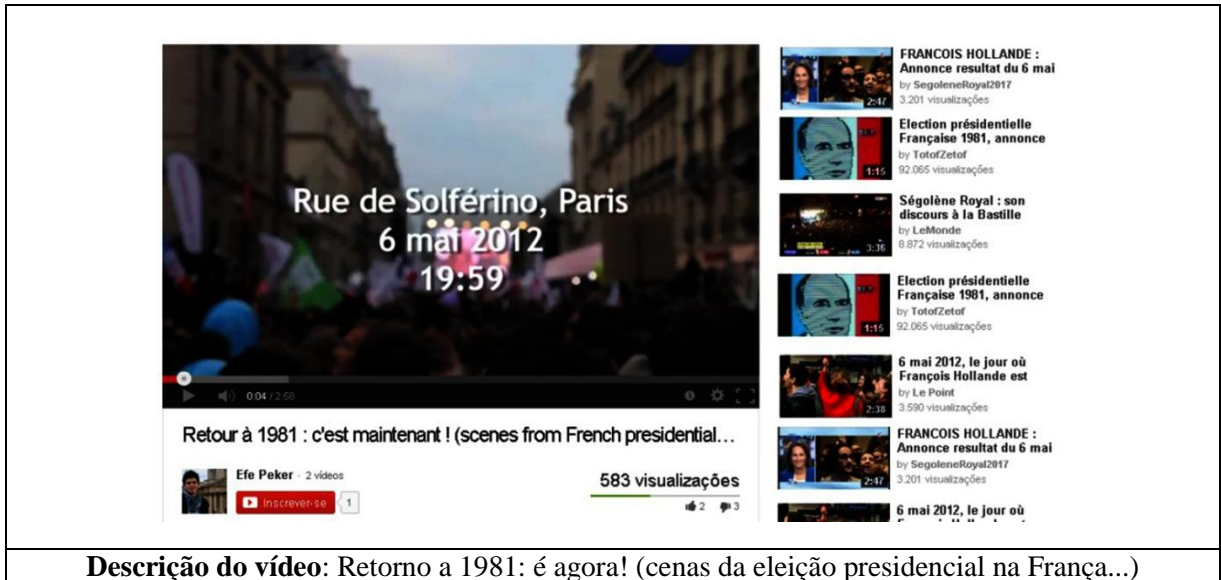 Rue de Solférino, Paris
6 mai 2012
19:59
0:04 / 2:58
Retour à 1981 : c'est maintenant ! (scenes from French presidential…
Efe Peker - 2 vídeos
Inscrever-se 1
583 visualizações
2 3
FRANCOIS HOLLANDE :
Annonce resultat du 6 mai
by SegoleneRoyal2017
3.201 visualizações
2:47
Election présidentielle
Française 1981, annonce
by TotofZetof
92.065 visualizações
1:15
Ségolène Royal : son
discours à la Bastille
by LeMonde
8.872 visualizações
3:36
Election présidentielle
Française 1981, annonce
by TotofZetof
92.065 visualizações
1:15
6 mai 2012, le jour où
François Hollande est
by Le Point
3.590 visualizações
2:38
FRANCOIS HOLLANDE :
Annonce resultat du 6 mai
by SegoleneRoyal2017
3.201 visualizações
2:47
6 mai 2012, le jour où
Descrição do vídeo: Retorno a 1981: é agora! (cenas da eleição presidencial na França...)